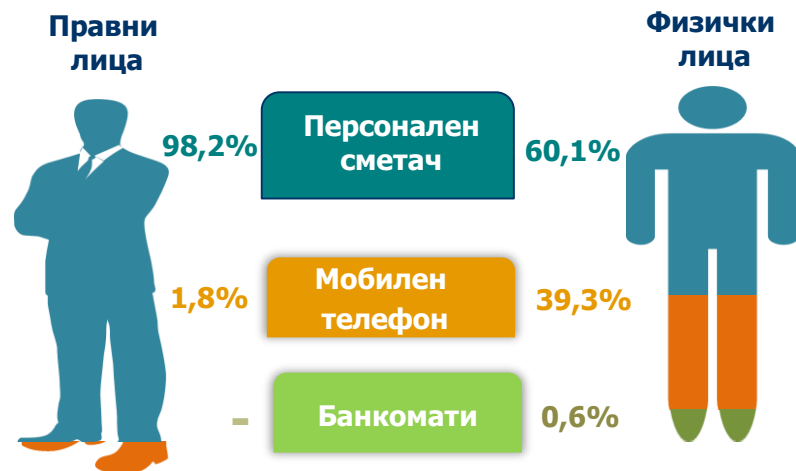 Правни
лица
Физички
лица
98,2%
Персонален
сметач
60,1%
1,8%
Мобилен
телефон
39,3%
-
Банкомати
0,6%